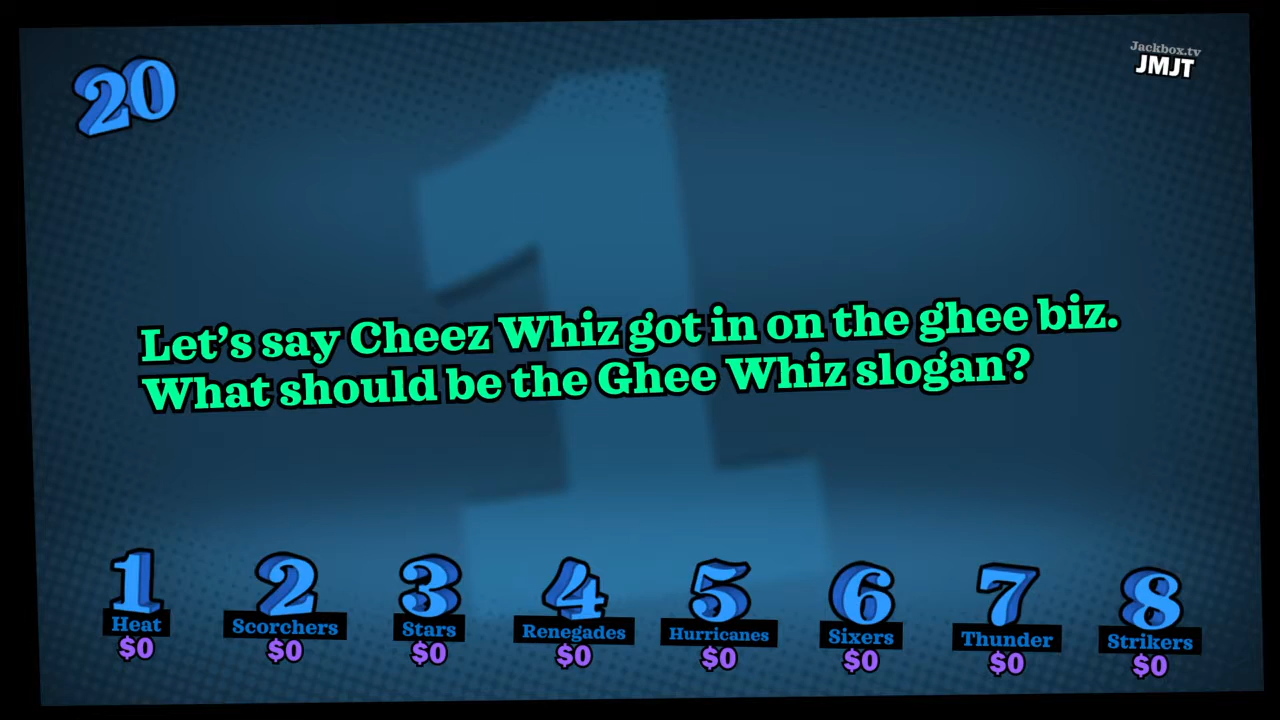 20
Jackbox.tv
JMJT
1
Let's say Cheez Whiz got in on the ghee biz.
What should be the Ghee Whiz slogan?
1 2 3 4 5 6 7 8
Heat Scorchers Stars Renegades Hurricanes Sixers Thunder Strikers
$0 $0 $0 $0 $0 $0 $0 $0